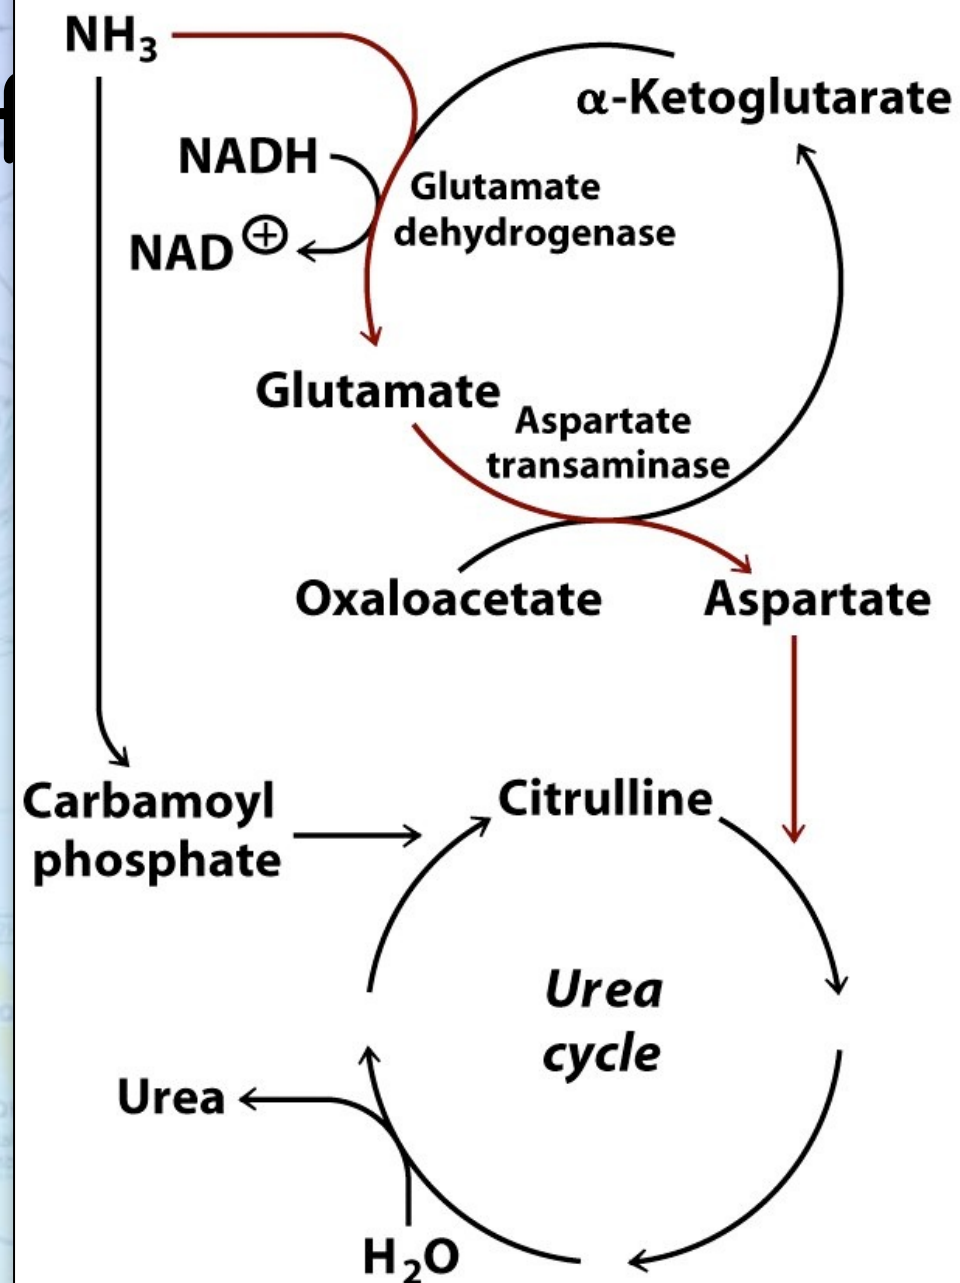 NH₃
α-Ketoglutarate
NADH
Glutamate
dehydrogenase
NAD⊕
Glutamate
Aspartate
transaminase
Oxaloacetate
Aspartate
Carbamoyl
phosphate
Citrulline
Urea
cycle
Urea
H₂O